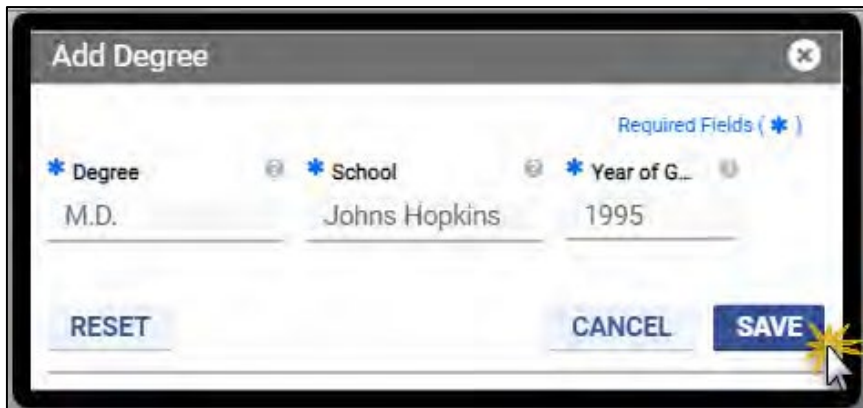 Add Degree
Required Fields ( * )
* Degree * School * Year of G...
M.D. Johns Hopkins 1995
RESET CANCEL SAVE